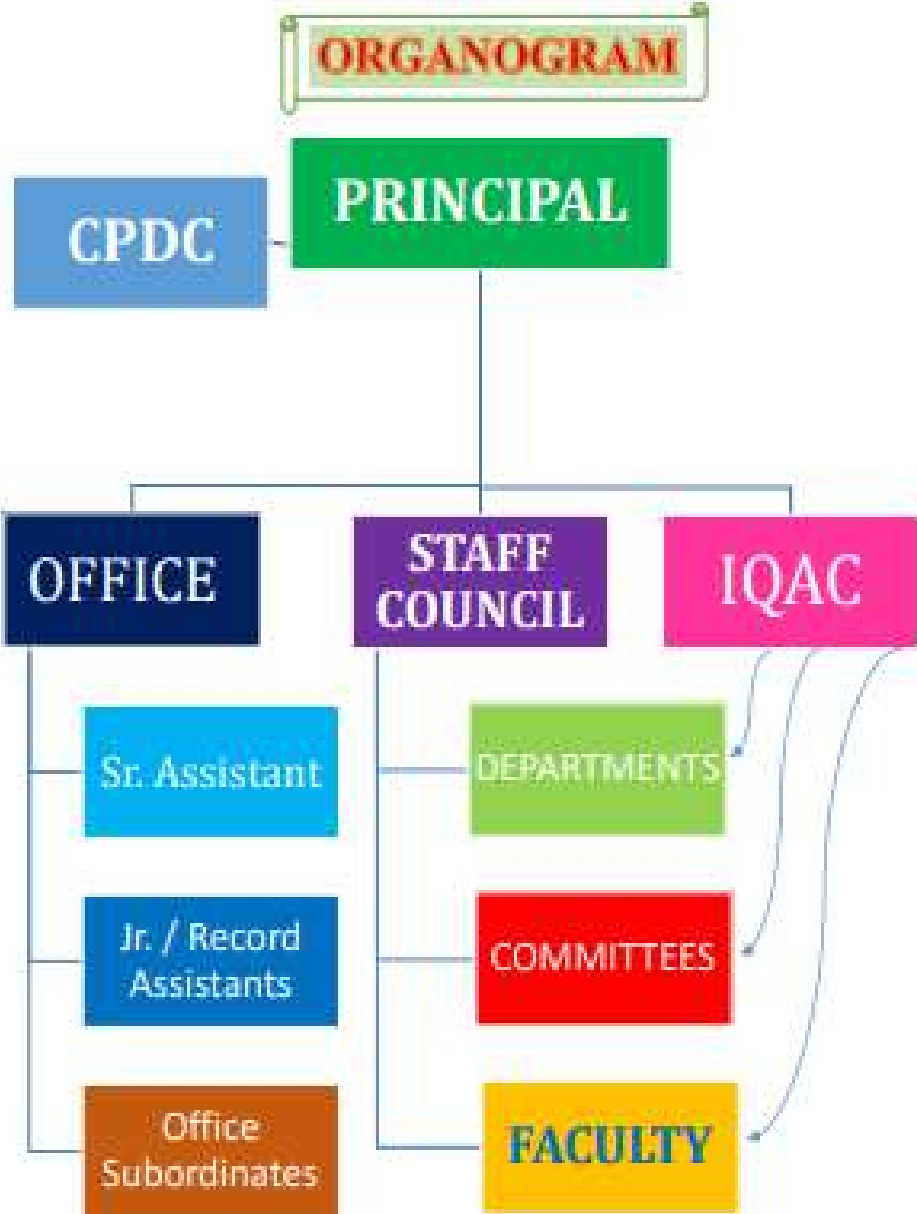 ORGANOGRAM
PRINCIPAL
CPDC
OFFICE
STAFF
COUNCIL
IQAC
Sr. Assistant
DEPARTMENTS
Jr. / Record
Assistants
COMMITTEES
Office
Subordinates
FACULTY